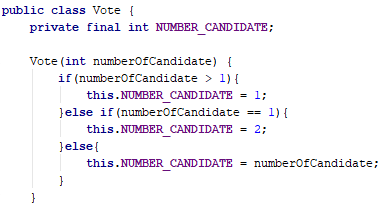 public class Vote {
    private final int NUMBER_CANDIDATE;
    Vote(int numberOfCandidate) {
        if(numberOfCandidate > 1){
            this.NUMBER_CANDIDATE = 1;
        }else if(numberOfCandidate == 1){
            this.NUMBER_CANDIDATE = 2;
        }else{
            this.NUMBER_CANDIDATE = numberOfCandidate;
        }
    }